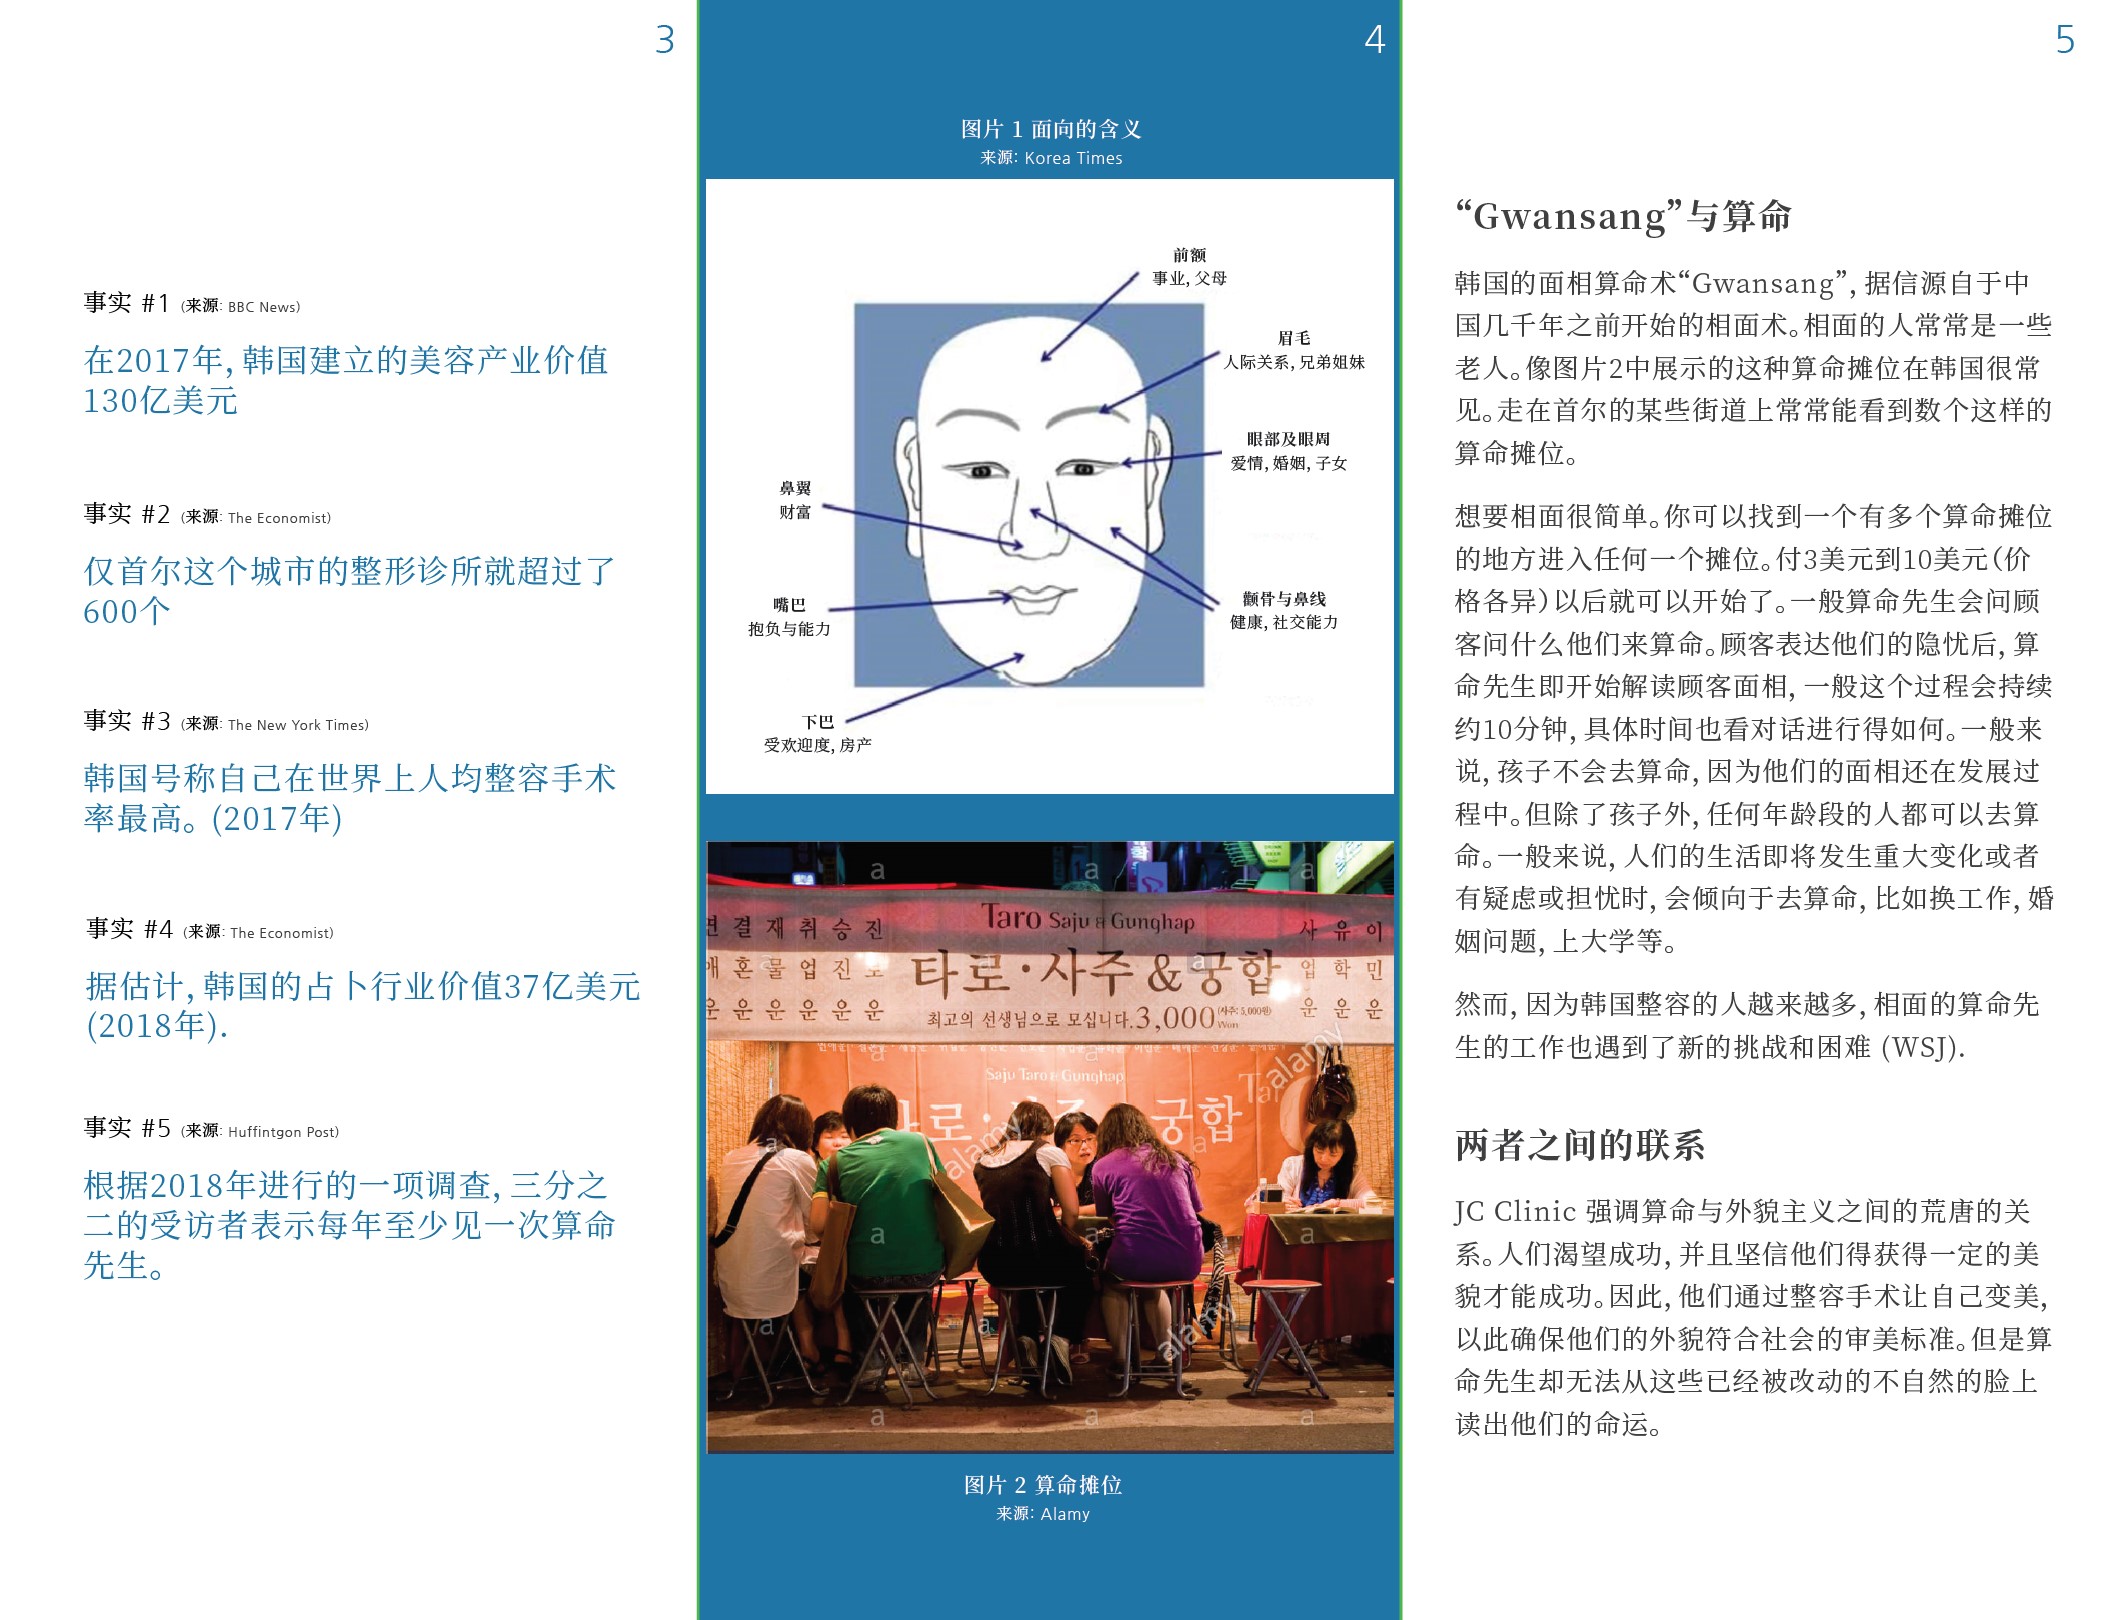 3
事实 #1 (来源: BBC News)
在2017年, 韩国建立的美容产业价值
130亿美元
事实 #2 (来源: The Economist)
仅首尔这个城市的整形诊所就超过了
600个
事实 #3 (来源: The New York Times)
韩国号称自己在世界上人均整容手术
率最高。(2017年)
事实 #4 (来源: The Economist)
据估计, 韩国的占卜行业价值37亿美元
(2018年).
事实 #5 (来源: Huffintgon Post)
根据2018年进行的一项调查, 三分之
二的受访者表示每年至少见一次算命
先生。
4
图片 1 面向的含义
来源: Korea Times
前额
事业, 父母
眉毛
人际关系, 兄弟姐妹
眼部及眼周
爱情, 婚姻, 子女
鼻翼
财富
嘴巴
抱负与能力
颧骨与鼻线
健康, 社交能力
下巴
受欢迎度, 房产
Taro Saju & Gunghap
연 결 재 취 승 진
사 유 이
타로·사주 & 궁합
애 혼 물 업 진 로
업 학 민
운 운 운 운 운 운
운 운 운
최고의 선생님으로 모십니다. 3,000 Won (사주: 5,000원)
Saju Taro & Gunghap
타로·사주 궁합
alamy
alamy
alamy
图片 2 算命摊位
来源: Alamy
5
“Gwansang”与算命
韩国的面相算命术“Gwansang”, 据信源自于中
国几千年之前开始的相面术。相面的人常常是一些
老人。像图片2中展示的这种算命摊位在韩国很常
见。走在首尔的某些街道上常常能看到数个这样的
算命摊位。
想要相面很简单。你可以找到一个有多个算命摊位
的地方进入任何一个摊位。付3美元到10美元（价
格各异）以后就可以开始了。一般算命先生会问顾
客问什么他们来算命。顾客表达他们的隐忧后, 算
命先生即开始解读顾客面相, 一般这个过程会持续
约10分钟, 具体时间也看对话进行得如何。一般来
说, 孩子不会去算命, 因为他们的面相还在发展过
程中。但除了孩子外, 任何年龄段的人都可以去算
命。一般来说, 人们的生活即将发生重大变化或者
有疑虑或担忧时, 会倾向于去算命, 比如换工作, 婚
姻问题, 上大学等。
然而, 因为韩国整容的人越来越多, 相面的算命先
生的工作也遇到了新的挑战和困难 (WSJ).
两者之间的联系
JC Clinic 强调算命与外貌主义之间的荒唐的关
系。人们渴望成功, 并且坚信他们得获得一定的美
貌才能成功。因此, 他们通过整容手术让自己变美,
以此确保他们的外貌符合社会的审美标准。但是算
命先生却无法从这些已经被改动的不自然的脸上
读出他们的命运。